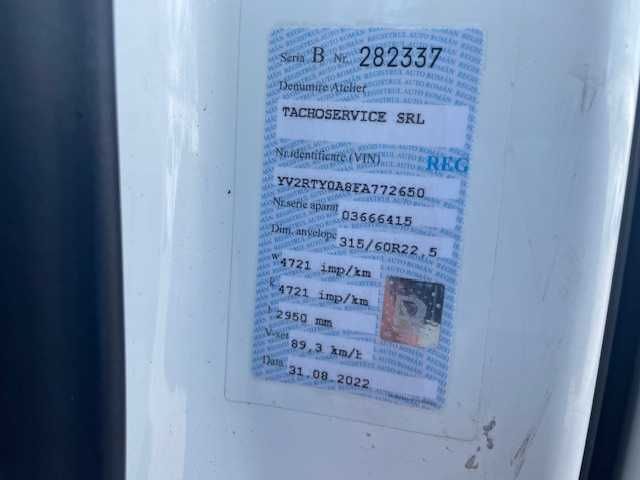 Seria B Nr. 282337
Denumire Atelier
TACHOSERVICE SRL
Nr.identificare (VIN)
REG
YV2RTY0A8FA772650
Nr.serie aparat 03666415
Dim. anvelope 315/60R22,5
w 4721 imp/km
k 4721 imp/km
l 2950 mm
V-set 89,3 km/h
Data 31.08.2022